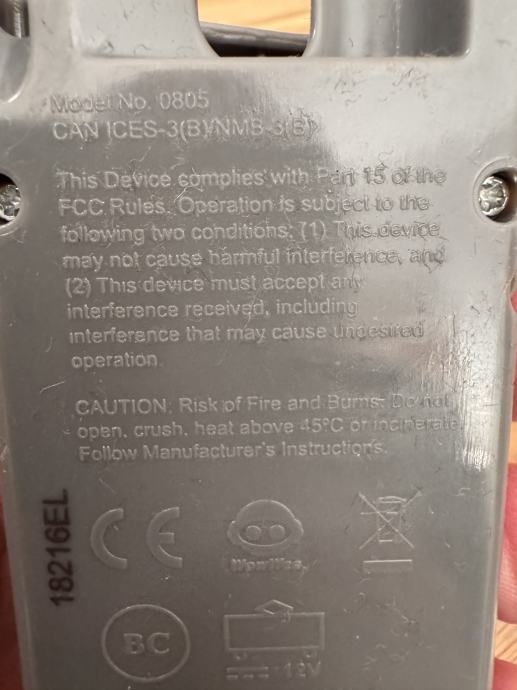 Model No. 0805
CAN ICES-3(B)/NMB-3(B)
This Device complies with Part 15 of the
FCC Rules. Operation is subject to the
following two conditions: (1) This device
may not cause harmful interference, and
(2) This device must accept any
interference received, including
interference that may cause undesired
operation.
CAUTION: Risk of Fire and Burns. Do not
open, crush, heat above 45ºC or incinerate.
Follow Manufacturer's Instructions.
18216EL
CE
WowWee
BC
12V